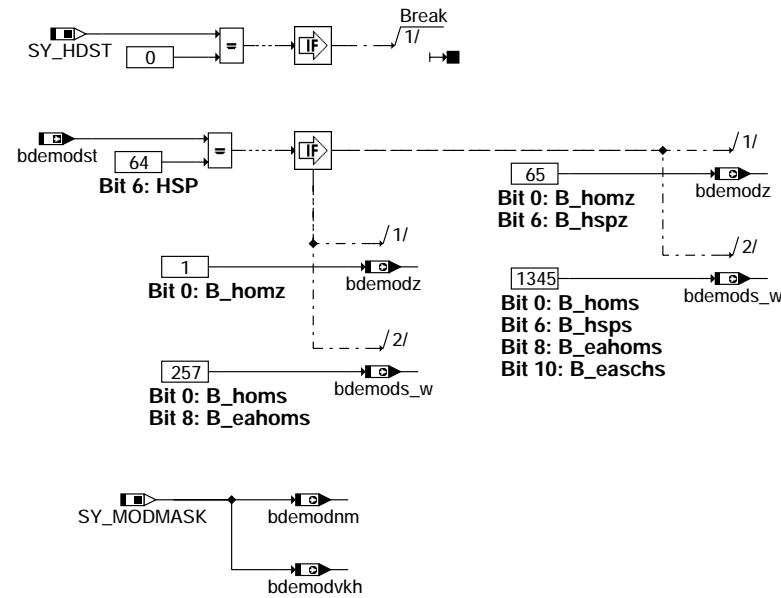 Break
1/
SY_HDST
0
=
IF
bdemodst
64
Bit 6: HSP
=
IF
1/
65
bdemodz
Bit 0: B_homz
Bit 6: B_hspz
1/
1
bdemodz
Bit 0: B_homz
2/
1345
bdemods_w
Bit 0: B_homs
Bit 6: B_hsps
Bit 8: B_eahoms
Bit 10: B_easchs
2/
257
bdemods_w
Bit 0: B_homs
Bit 8: B_eahoms
SY_MODMASK
bdemodnm
bdemodvkh